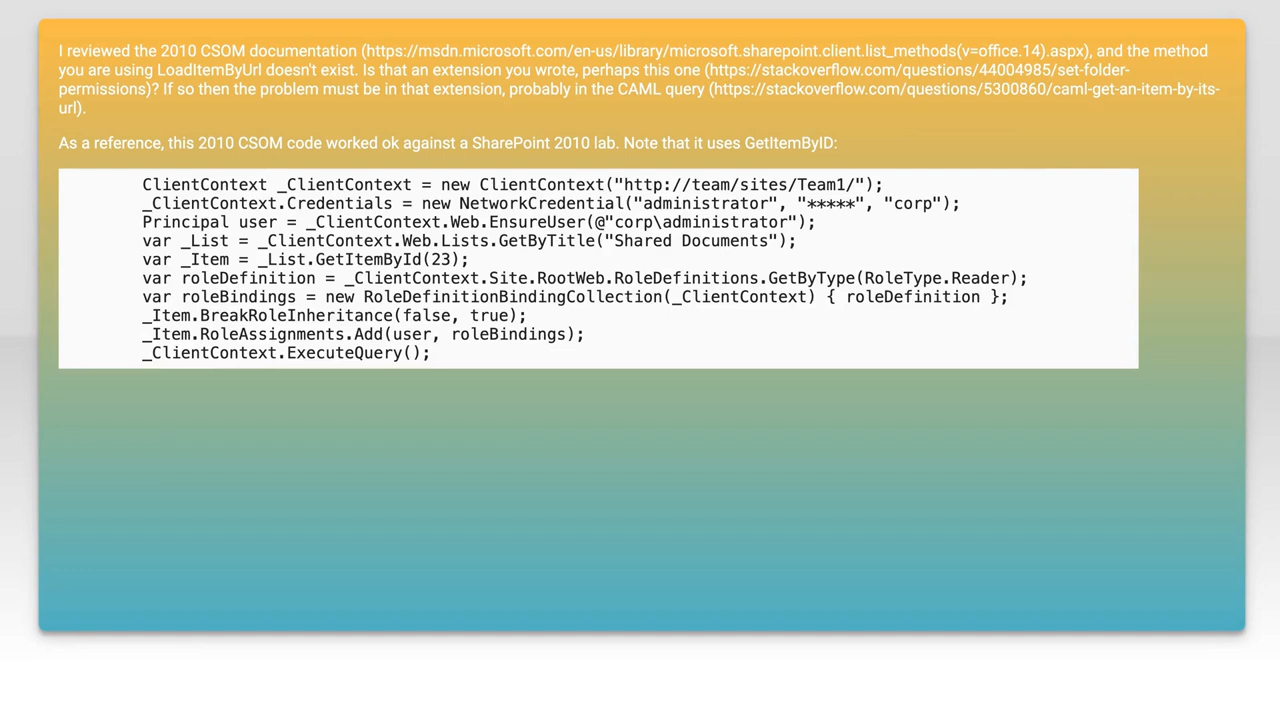 I reviewed the 2010 CSOM documentation (https://msdn.microsoft.com/en-us/library/microsoft.sharepoint.client.list_methods(v=office.14).aspx), and the method
you are using LoadItemByUrl doesn't exist. Is that an extension you wrote, perhaps this one (https://stackoverflow.com/questions/44004985/set-folder-
permissions)? If so then the problem must be in that extension, probably in the CAML query (https://stackoverflow.com/questions/5300860/caml-get-an-item-by-its-
url).
As a reference, this 2010 CSOM code worked ok against a SharePoint 2010 lab. Note that it uses GetItemByID:
ClientContext _ClientContext = new ClientContext("http://team/sites/Team1/");
_ClientContext.Credentials = new NetworkCredential("administrator", "*****", "corp");
Principal user = _ClientContext.Web.EnsureUser(@"corp\administrator");
var _List = _ClientContext.Web.Lists.GetByTitle("Shared Documents");
var _Item = _List.GetItemById(23);
var roleDefinition = _ClientContext.Site.RootWeb.RoleDefinitions.GetByType(RoleType.Reader);
var roleBindings = new RoleDefinitionBindingCollection(_ClientContext) { roleDefinition };
_Item.BreakRoleInheritance(false, true);
_Item.RoleAssignments.Add(user, roleBindings);
_ClientContext.ExecuteQuery();